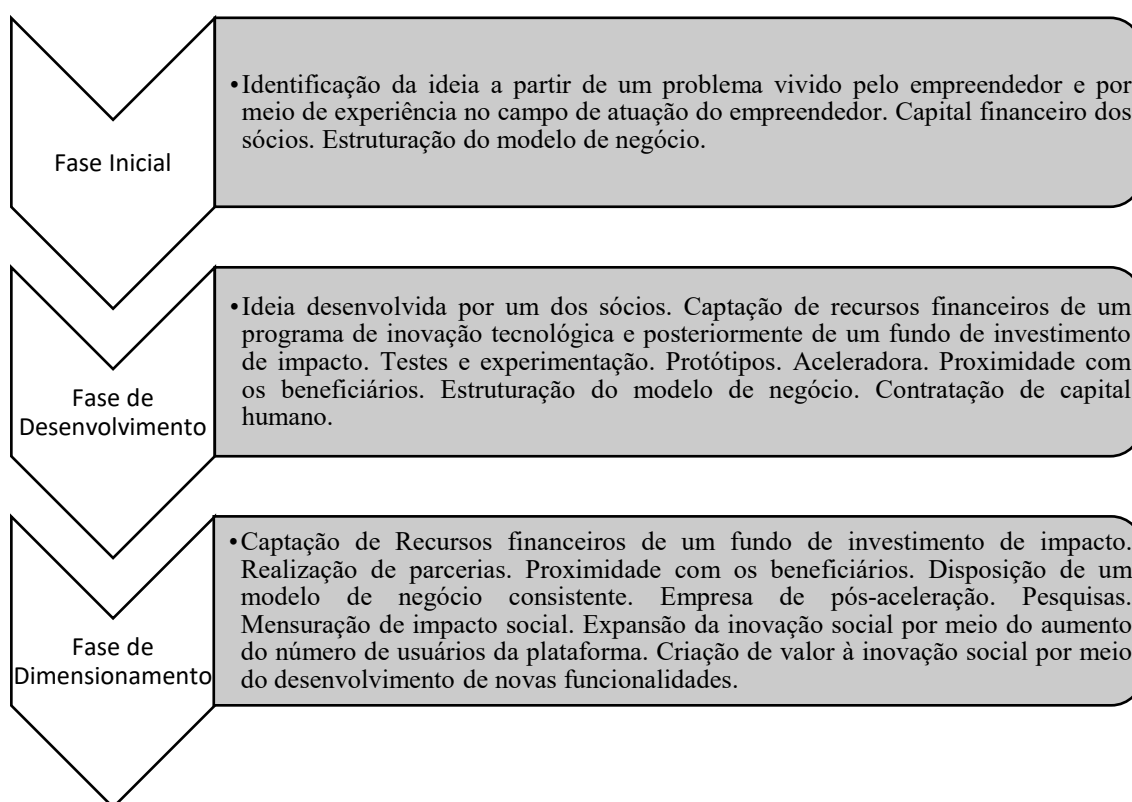 Fase Inicial
•Identificação da ideia a partir de um problema vivido pelo empreendedor e por
meio de experiência no campo de atuação do empreendedor. Capital financeiro dos
sócios. Estruturação do modelo de negócio.
Fase de
Desenvolvimento
•Ideia desenvolvida por um dos sócios. Captação de recursos financeiros de um
programa de inovação tecnológica e posteriormente de um fundo de investimento
de impacto. Testes e experimentação. Protótipos. Aceleradora. Proximidade com
os beneficiários. Estruturação do modelo de negócio. Contratação de capital
humano.
Fase de
Dimensionamento
•Captação de Recursos financeiros de um fundo de investimento de impacto.
Realização de parcerias. Proximidade com os beneficiários. Disposição de um
modelo de negócio consistente. Empresa de pós-aceleração. Pesquisas.
Mensuração de impacto social. Expansão da inovação social por meio do aumento
do número de usuários da plataforma. Criação de valor à inovação social por meio
do desenvolvimento de novas funcionalidades.